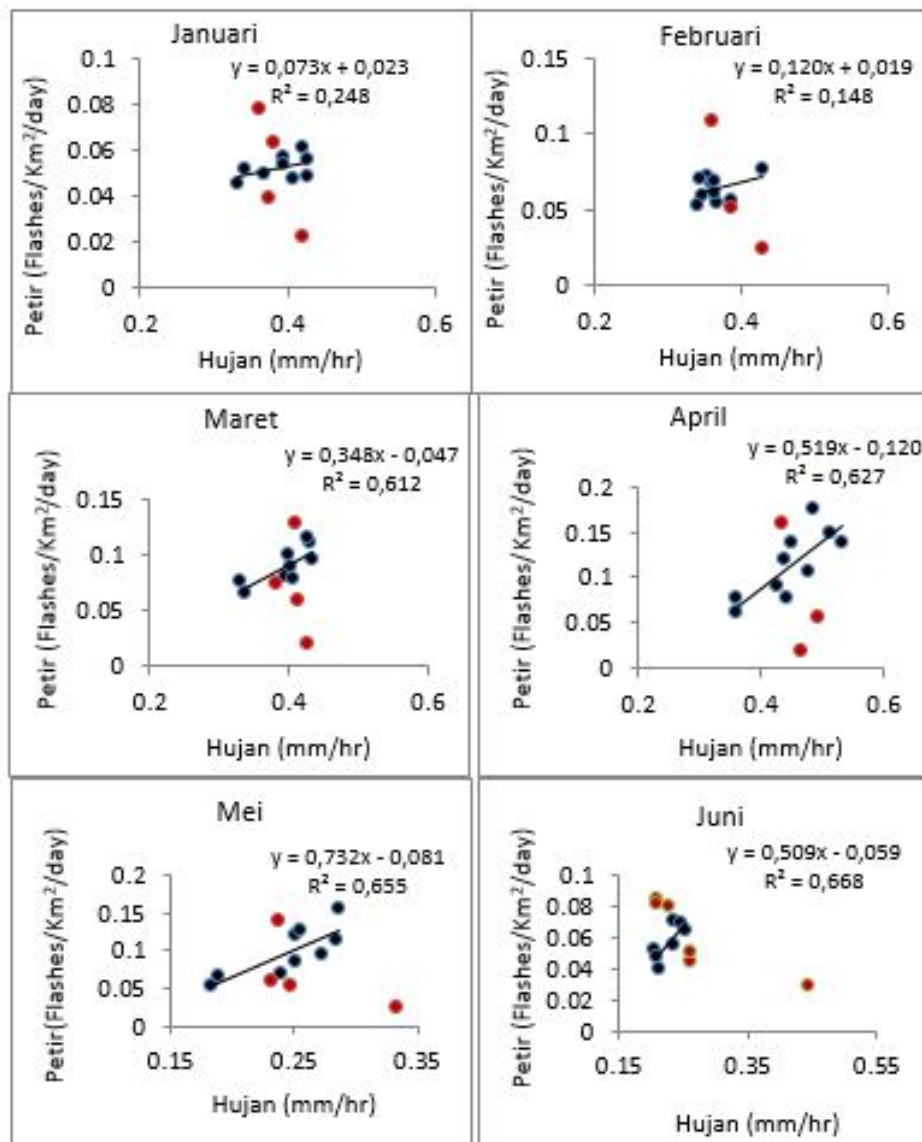 Januari
y = 0,073x + 0,023
R² = 0,248
Petir (Flashes/Km²/day)
0.1
0.08
0.06
0.04
0.02
0
0.2 0.4 0.6
Hujan (mm/hr)
Februari
y = 0,120x + 0,019
R² = 0,148
Petir (Flashes/Km²/day)
0.15
0.1
0.05
0
0.2 0.4 0.6
Hujan (mm/hr)
Maret
y = 0,348x - 0,047
R² = 0,612
Petir (Flashes/Km²/day)
0.15
0.1
0.05
0
0.2 0.4 0.6
Hujan (mm/hr)
April
y = 0,519x - 0,120
R² = 0,627
Petir (Flashes/Km²/day)
0.2
0.15
0.1
0.05
0
0.2 0.4 0.6
Hujan (mm/hr)
Mei
y = 0,732x - 0,081
R² = 0,655
Petir(Flashes/Km²/day)
0.2
0.15
0.1
0.05
0
0.15 0.25 0.35
Hujan (mm/hr)
Juni
y = 0,509x - 0,059
R² = 0,668
Petir (Flashes/Km²/day)
0.1
0.08
0.06
0.04
0.02
0
0.15 0.35 0.55
Hujan (mm/hr)